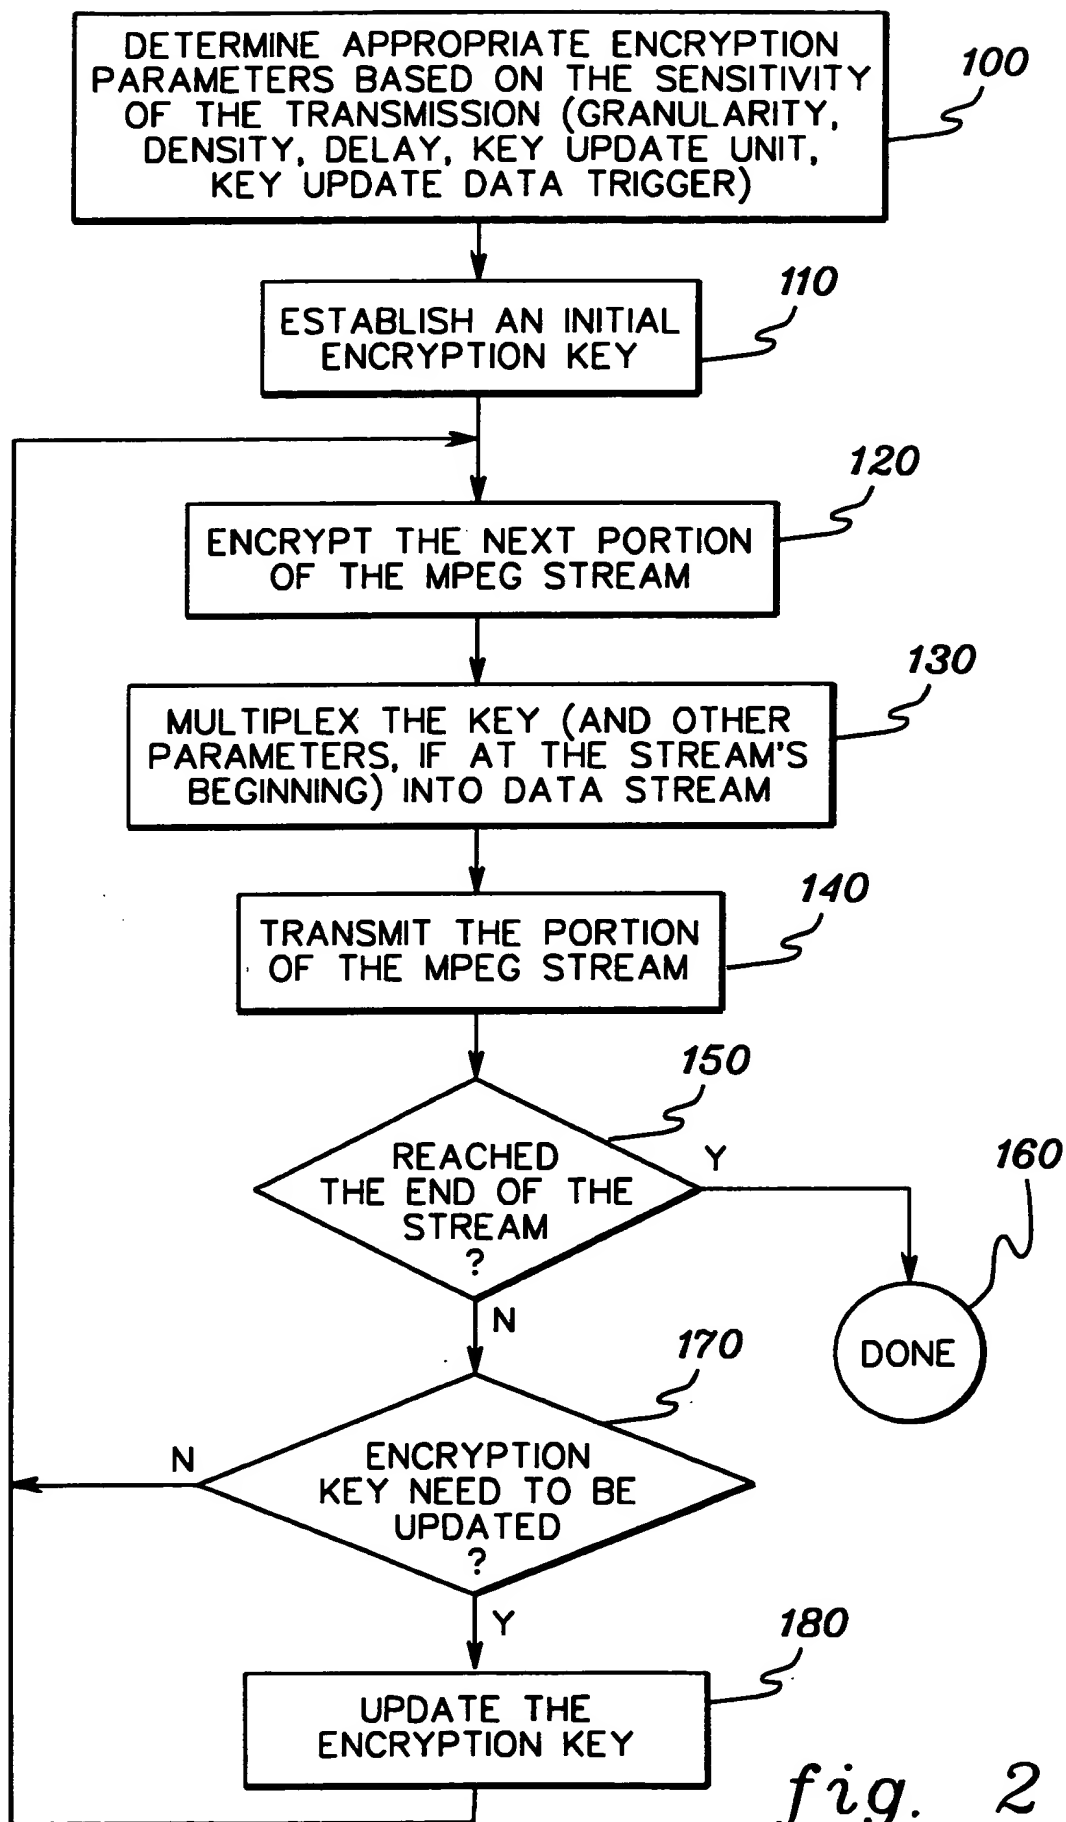 DETERMINE APPROPRIATE ENCRYPTION
PARAMETERS BASED ON THE SENSITIVITY
OF THE TRANSMISSION (GRANULARITY,
DENSITY, DELAY, KEY UPDATE UNIT,
KEY UPDATE DATA TRIGGER)
100
ESTABLISH AN INITIAL
ENCRYPTION KEY
110
ENCRYPT THE NEXT PORTION
OF THE MPEG STREAM
120
MULTIPLEX THE KEY (AND OTHER
PARAMETERS, IF AT THE STREAM'S
BEGINNING) INTO DATA STREAM
130
TRANSMIT THE PORTION
OF THE MPEG STREAM
140
REACHED
THE END OF THE
STREAM
?
150
Y
160
DONE
N
ENCRYPTION
KEY NEED TO BE
UPDATED
?
170
N
Y
UPDATE THE
ENCRYPTION KEY
180
fig. 2